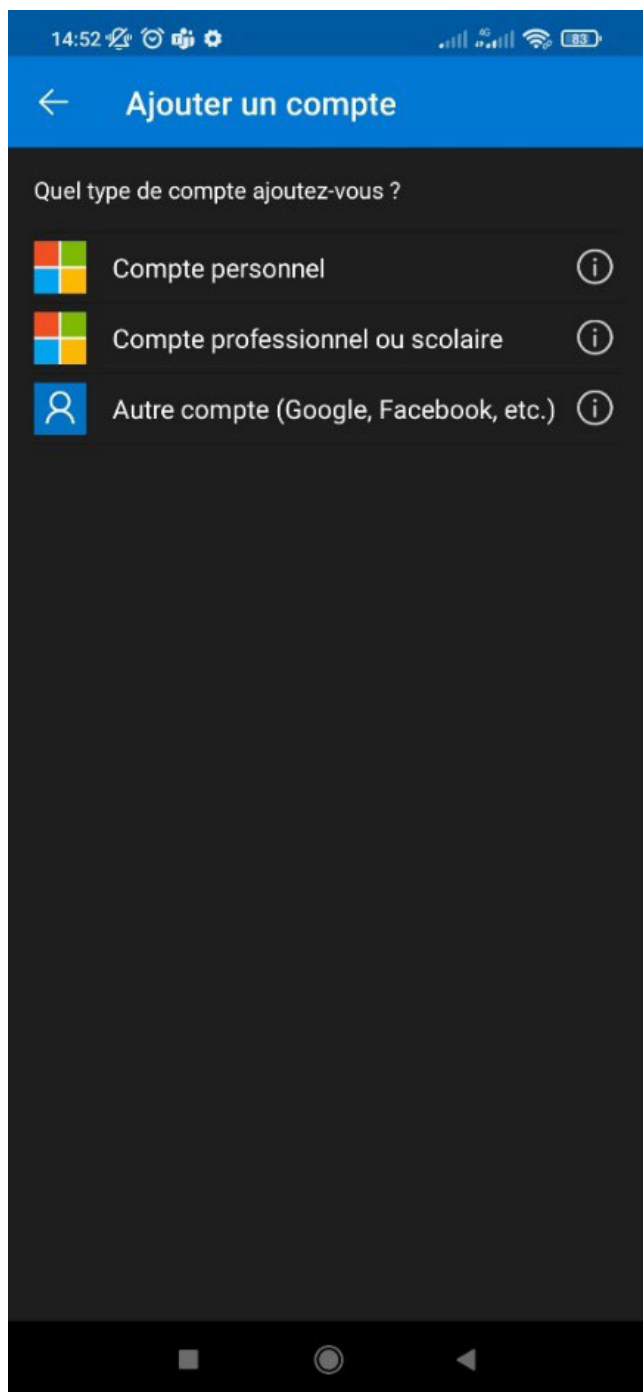 14:52
4G
83
Ajouter un compte
Quel type de compte ajoutez-vous ?
Compte personnel
Compte professionnel ou scolaire
Autre compte (Google, Facebook, etc.)